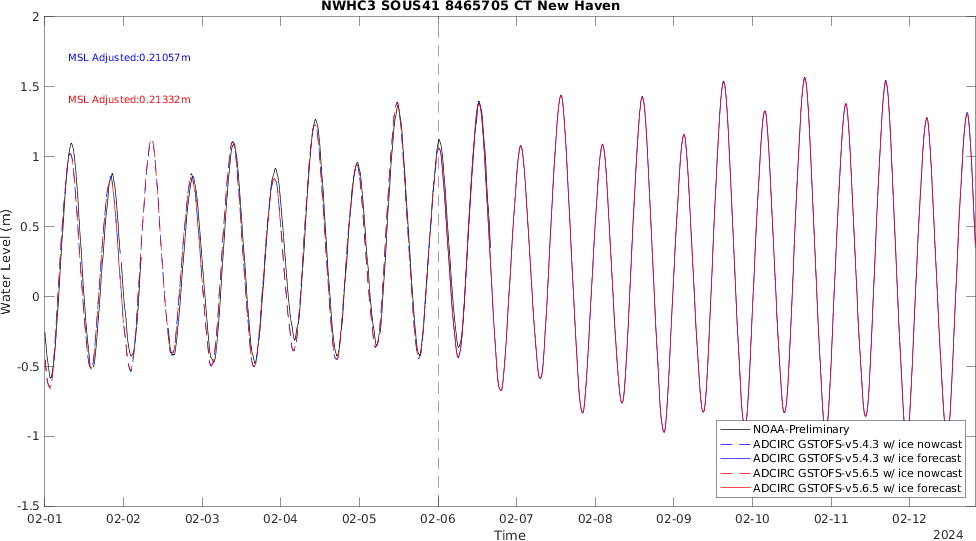 NWHC3 SOUS41 8465705 CT New Haven
2
1.5
1
0.5
0
-0.5
-1
-1.5
Water Level (m)
MSL Adjusted:0.21057m
MSL Adjusted:0.21332m
NOAA-Preliminary
ADCIRC GSTOFS-v5.4.3 w/ ice nowcast
ADCIRC GSTOFS-v5.4.3 w/ ice forecast
ADCIRC GSTOFS-v5.6.5 w/ ice nowcast
ADCIRC GSTOFS-v5.6.5 w/ ice forecast
02-01 02-02 02-03 02-04 02-05 02-06 02-07 02-08 02-09 02-10 02-11 02-12
Time
2024